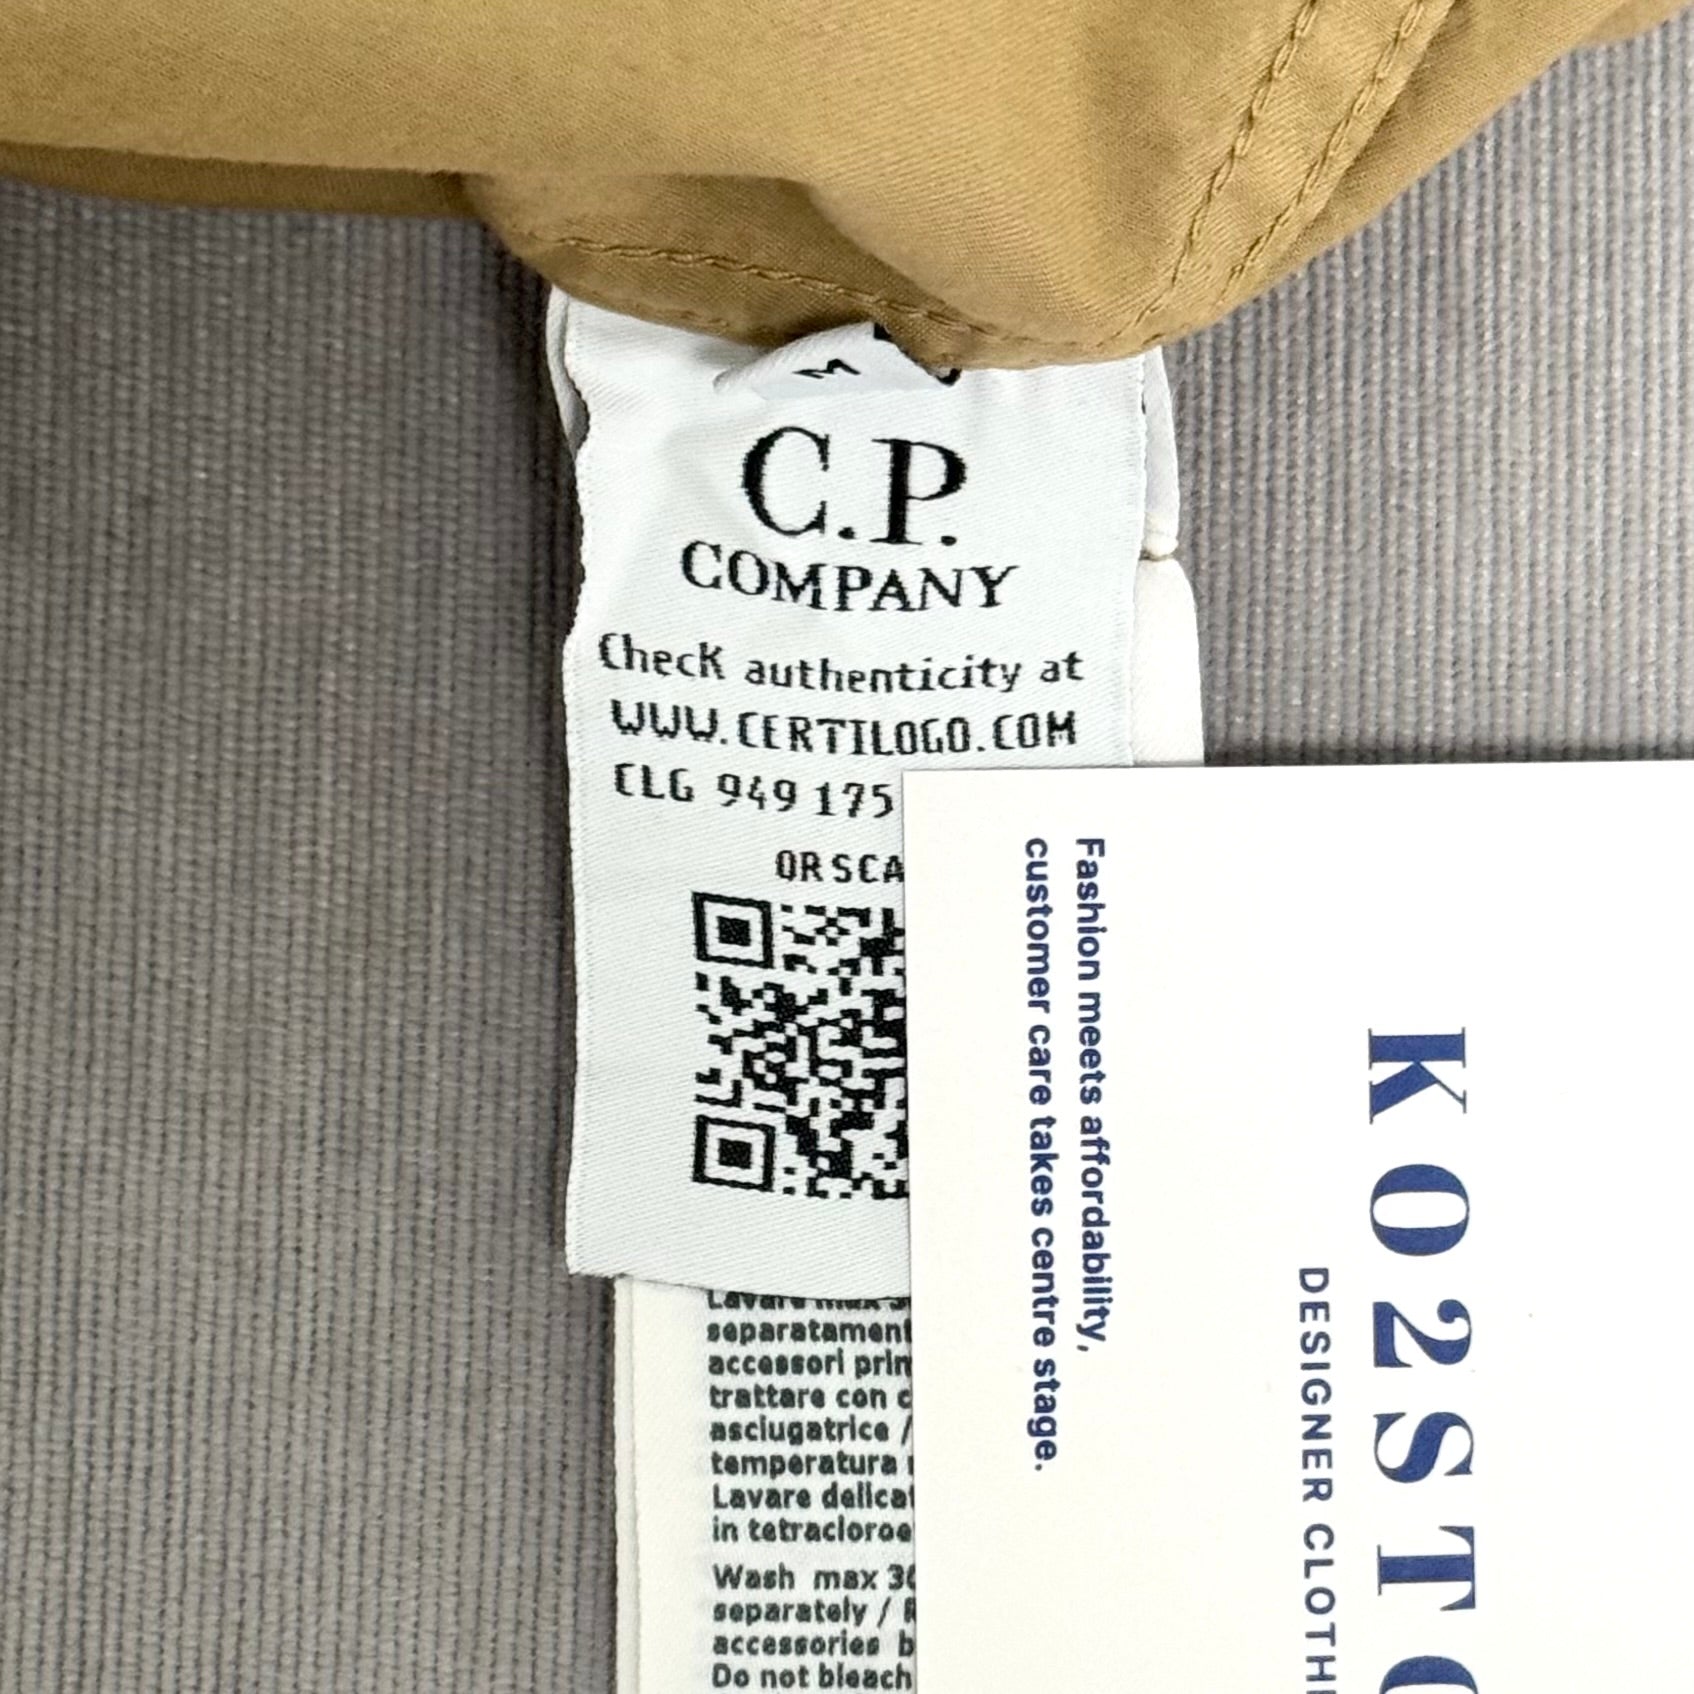 M
C.P.
COMPANY
Check authenticity at
WWW.CERTILOGO.COM
CLG 949 175
OR SCA
separatament
accessori prim
trattare con c
asciugatrice /
temperatura
Lavare delicat
in tetracloroe
Wash max 30
separately /
accessories b
Do not bleach
Fashion meets affordability,
customer care takes centre stage.
KO2STO
DESIGNER CLOTHI